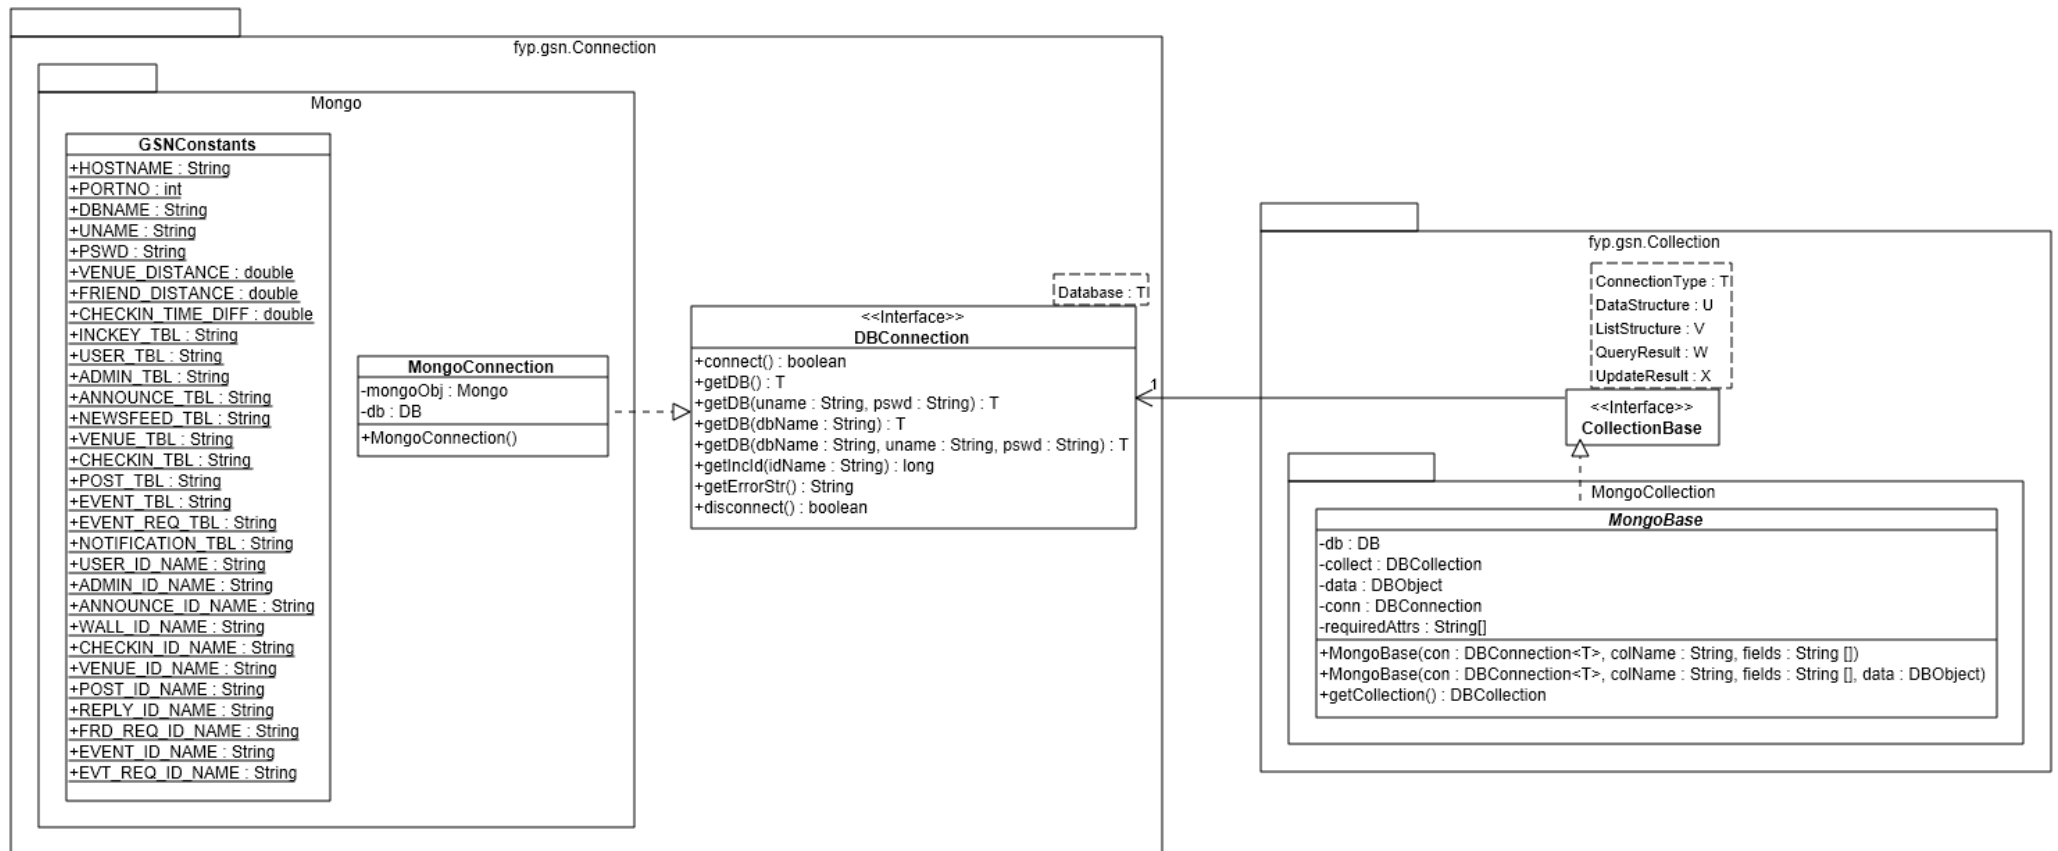 fyp.gsn.Connection
Mongo
GSNConstants
+HOSTNAME : String
+PORTNO : int
+DBNAME : String
+UNAME : String
+PSWD : String
+VENUE_DISTANCE : double
+FRIEND_DISTANCE : double
+CHECKIN_TIME_DIFF : double
+INCKEY_TBL : String
+USER_TBL : String
+ADMIN_TBL : String
+ANNOUNCE_TBL : String
+NEWSFEED_TBL : String
+VENUE_TBL : String
+CHECKIN_TBL : String
+POST_TBL : String
+EVENT_TBL : String
+EVENT_REQ_TBL : String
+NOTIFICATION_TBL : String
+USER_ID_NAME : String
+ADMIN_ID_NAME : String
+ANNOUNCE_ID_NAME : String
+WALL_ID_NAME : String
+CHECKIN_ID_NAME : String
+VENUE_ID_NAME : String
+POST_ID_NAME : String
+REPLY_ID_NAME : String
+FRD_REQ_ID_NAME : String
+EVENT_ID_NAME : String
+EVT_REQ_ID_NAME : String
MongoConnection
-mongoObj : Mongo
-db : DB
+MongoConnection()
Database : T
<<Interface>>
DBConnection
+connect() : boolean
+getDB() : T
+getDB(uname : String, pswd : String) : T
+getDB(dbName : String) : T
+getDB(dbName : String, uname : String, pswd : String) : T
+getIncId(idName : String) : long
+getErrorStr() : String
+disconnect() : boolean
1
fyp.gsn.Collection
ConnectionType : T
DataStructure : U
ListStructure : V
QueryResult : W
UpdateResult : X
<<Interface>>
CollectionBase
MongoCollection
MongoBase
-db : DB
-collect : DBCollection
-data : DBObject
-conn : DBConnection
-requiredAttrs : String[]
+MongoBase(con : DBConnection<T>, colName : String, fields : String [])
+MongoBase(con : DBConnection<T>, colName : String, fields : String [], data : DBObject)
+getCollection() : DBCollection